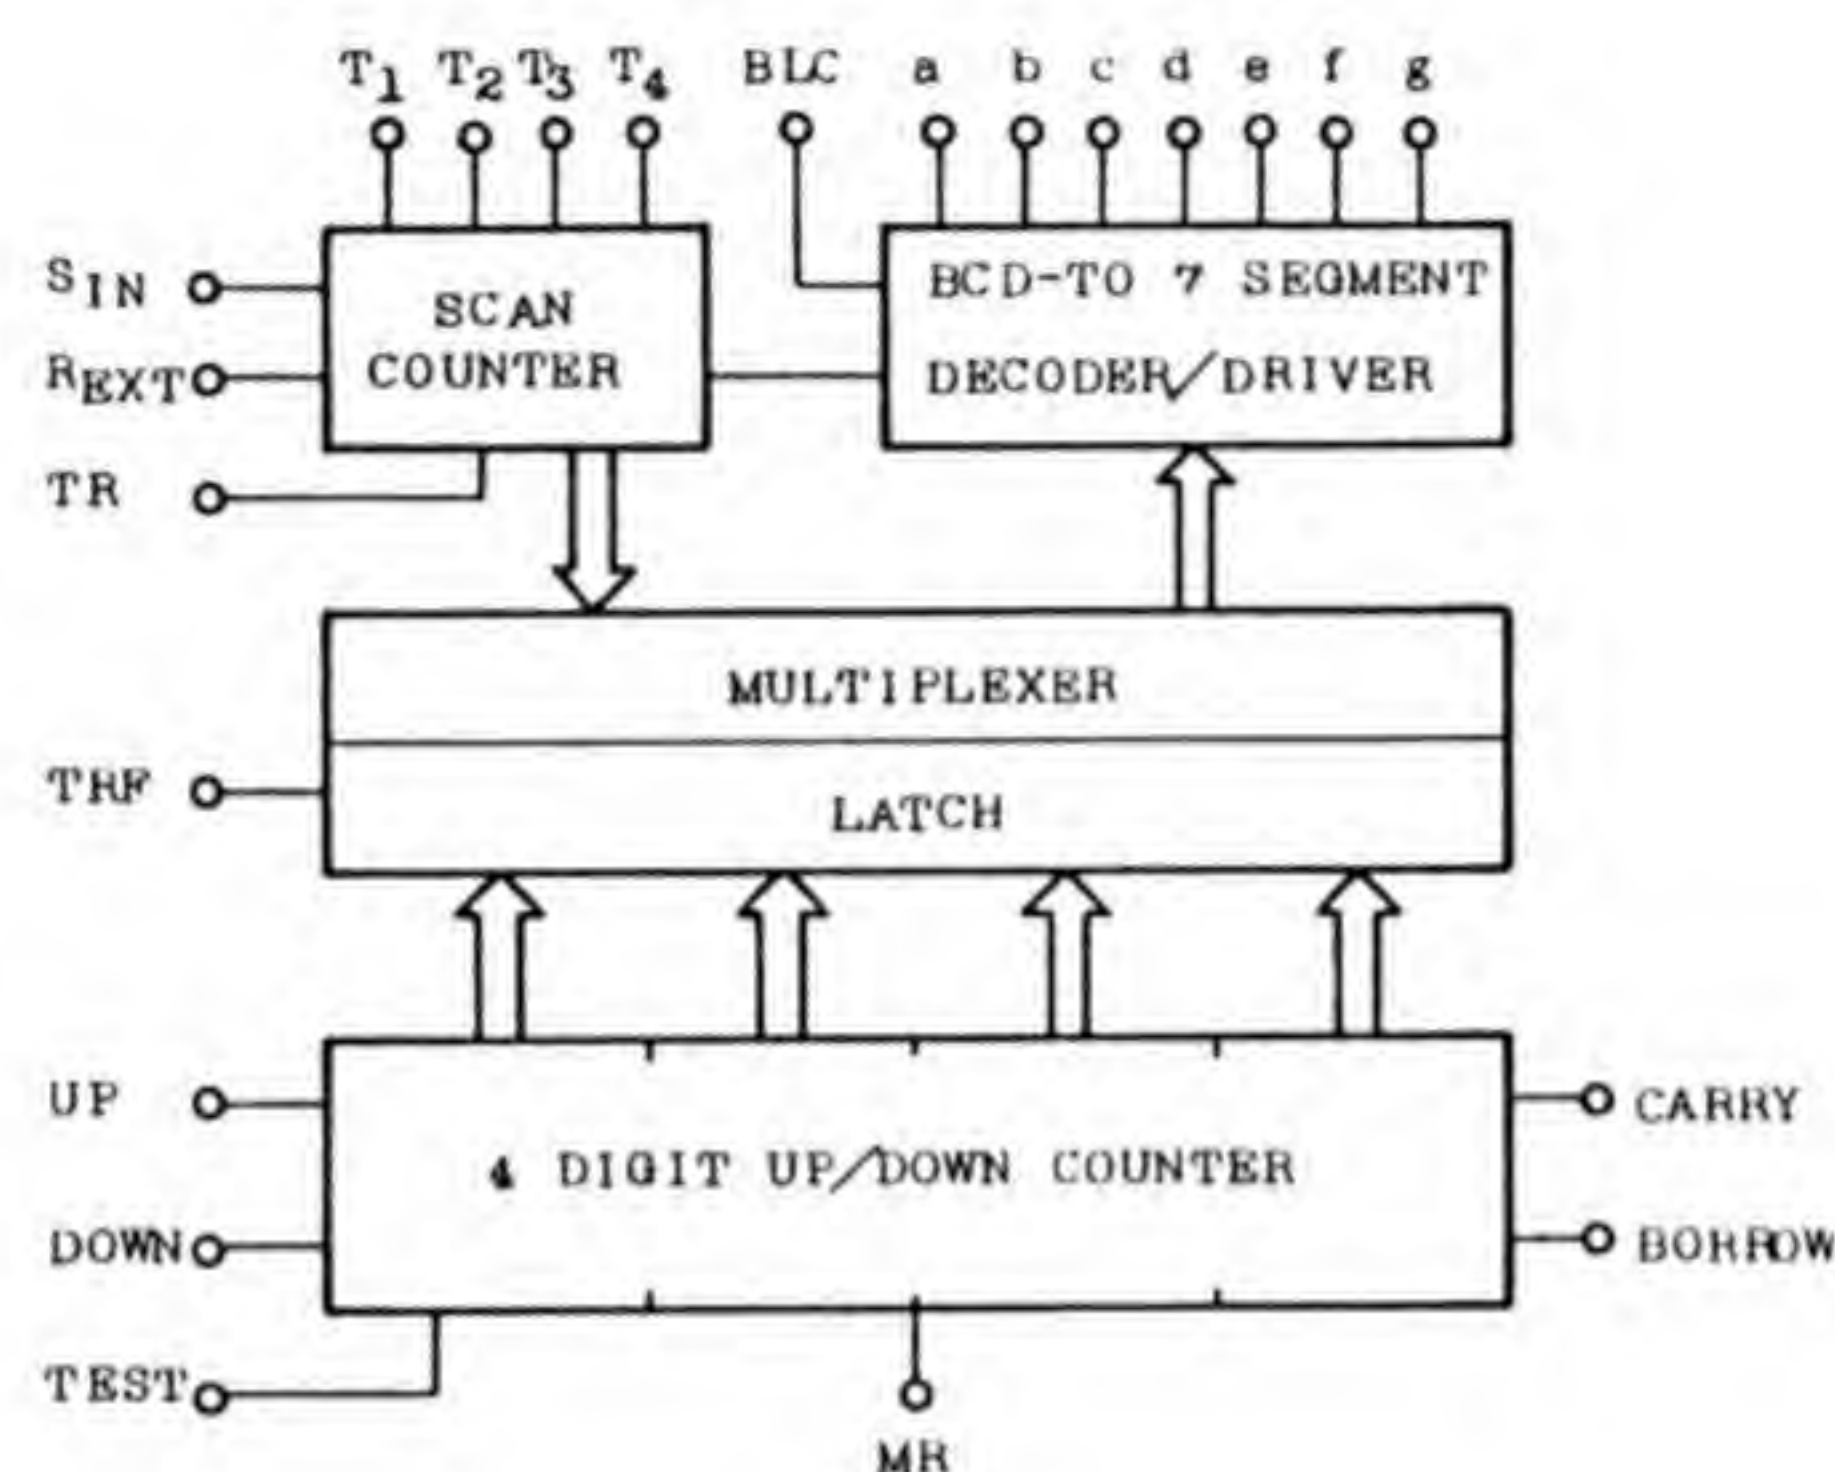 T1 T2 T3 T4 BLC a b c d e f g
SIN
REXT
TR
SCAN
COUNTER
BCD-TO 7 SEGMENT
DECODER/DRIVER
MULTIPLEXER
TRF
LATCH
UP
DOWN
4 DIGIT UP/DOWN COUNTER
CARRY
BORROW
TEST
MR